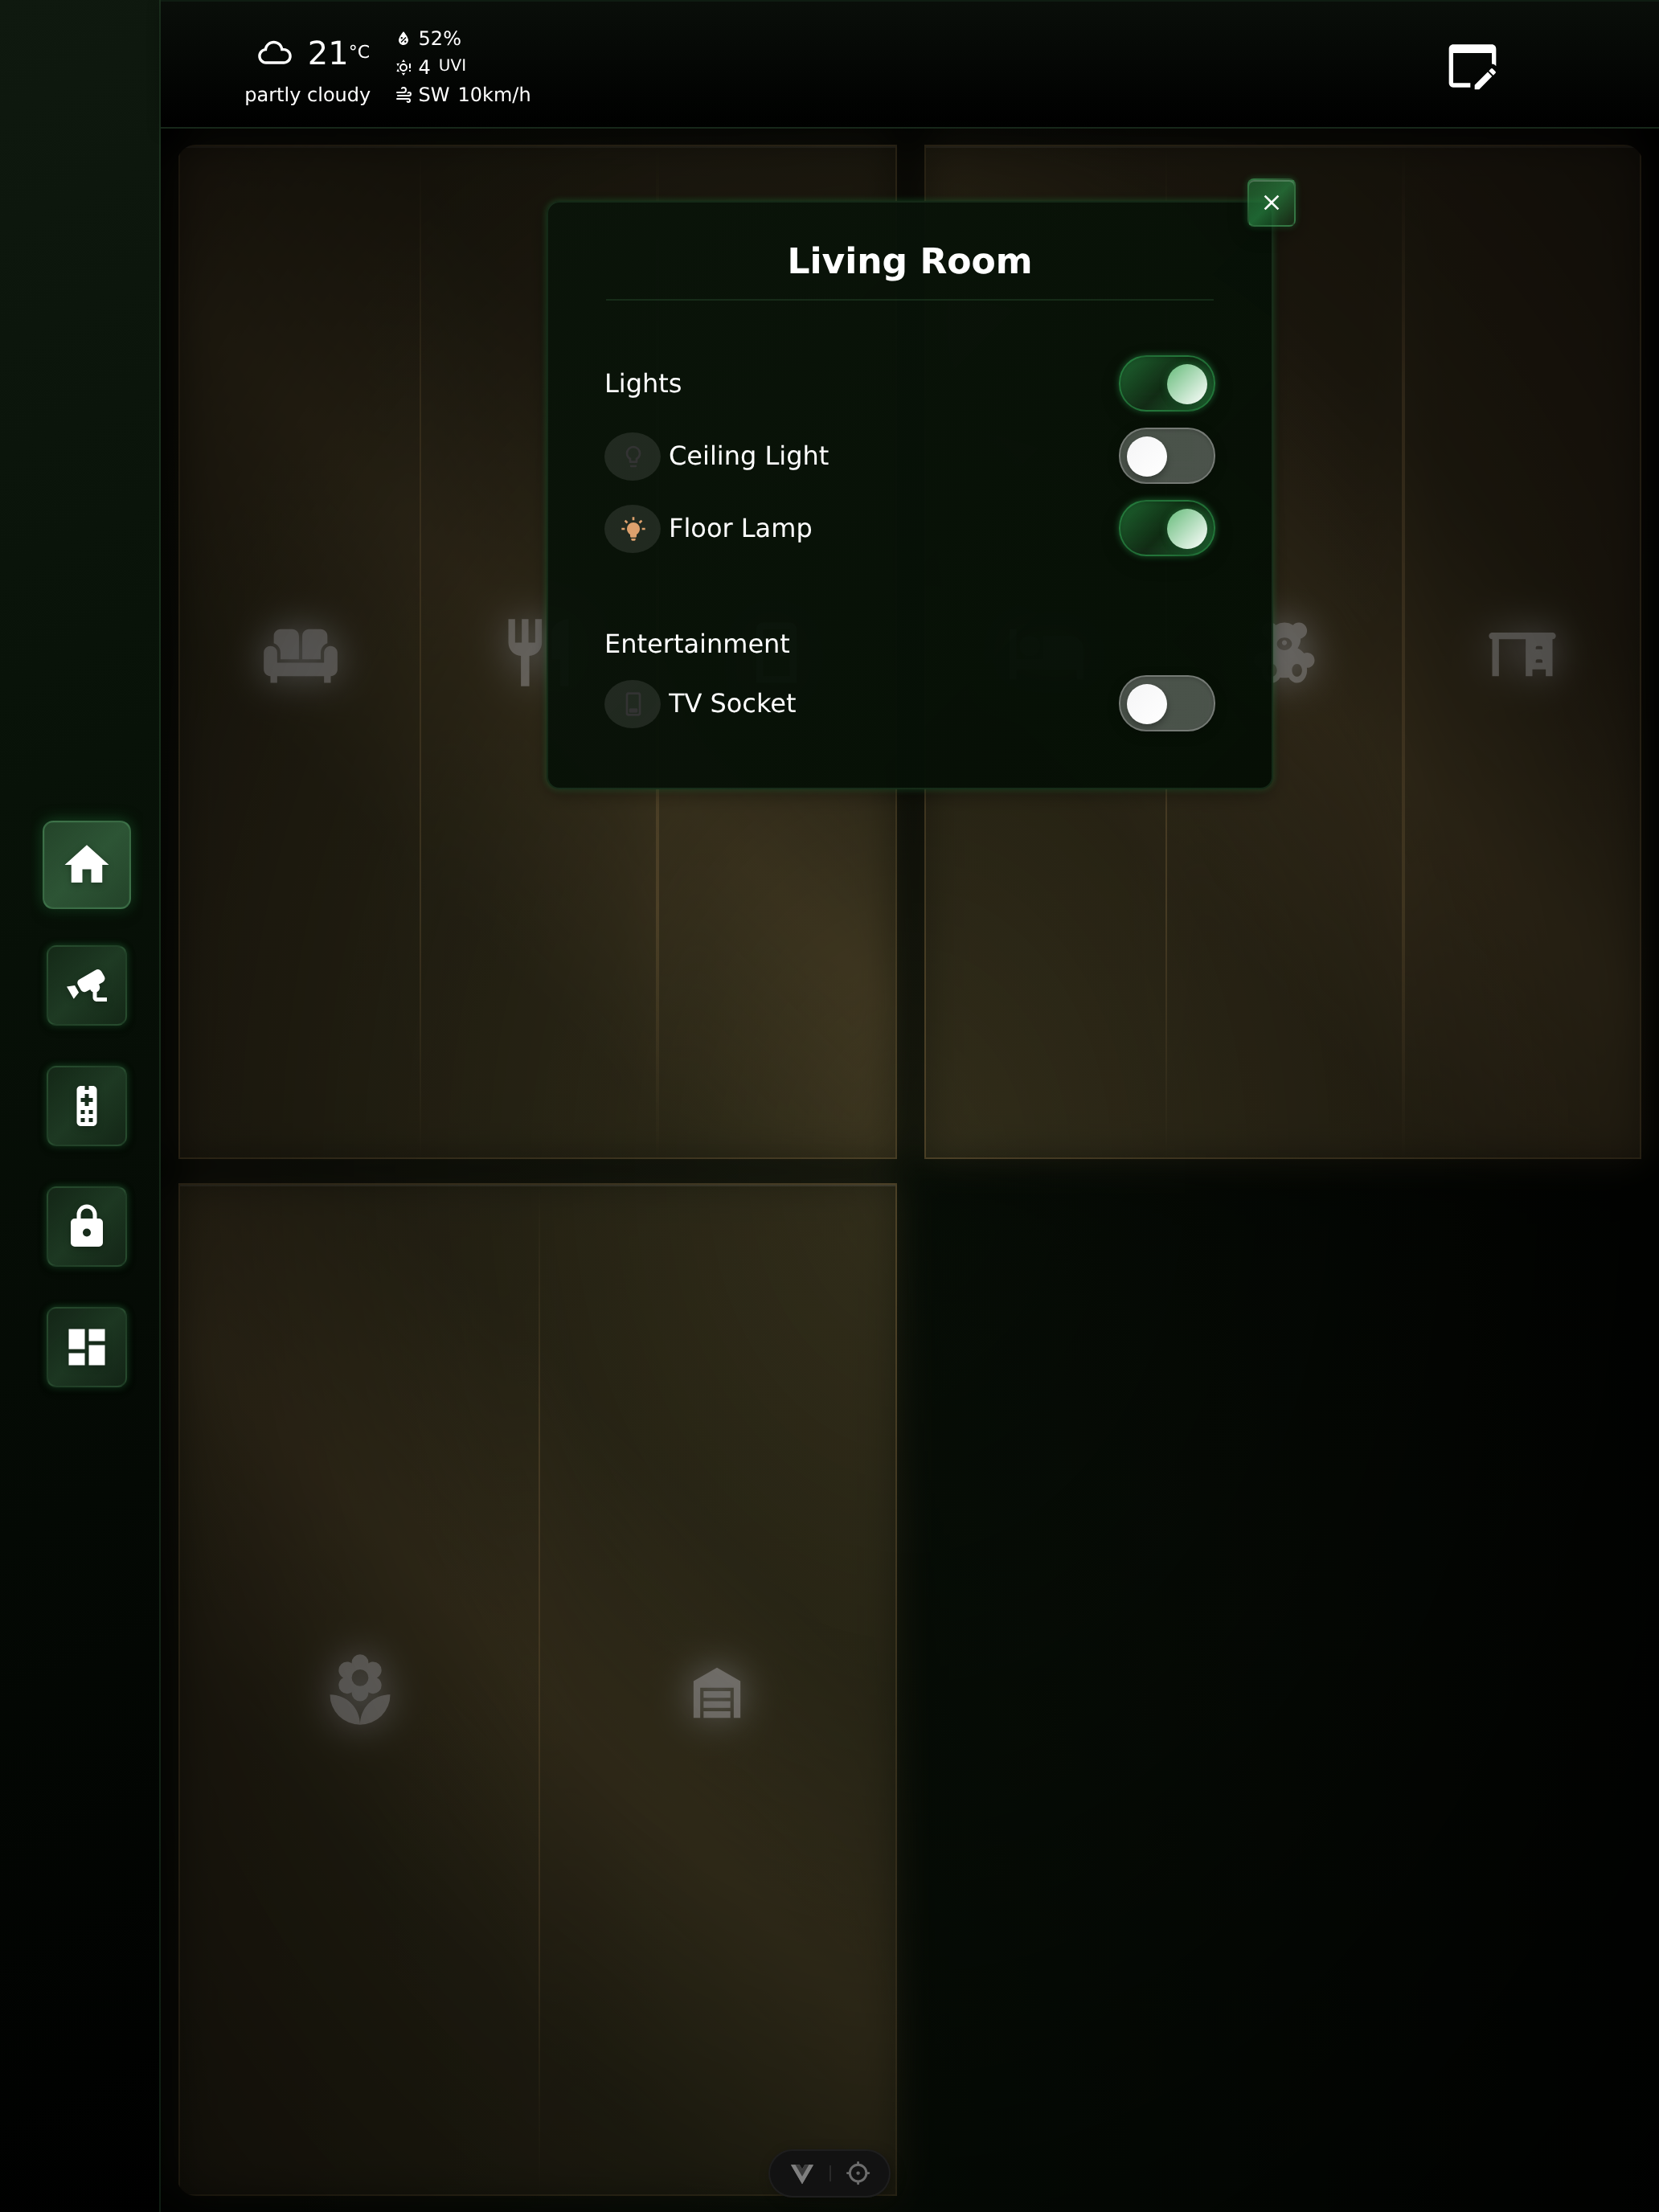 21°C
partly cloudy
52%
4 UVI
SW 10km/h
Living Room
Lights
Ceiling Light
Floor Lamp
Entertainment
TV Socket